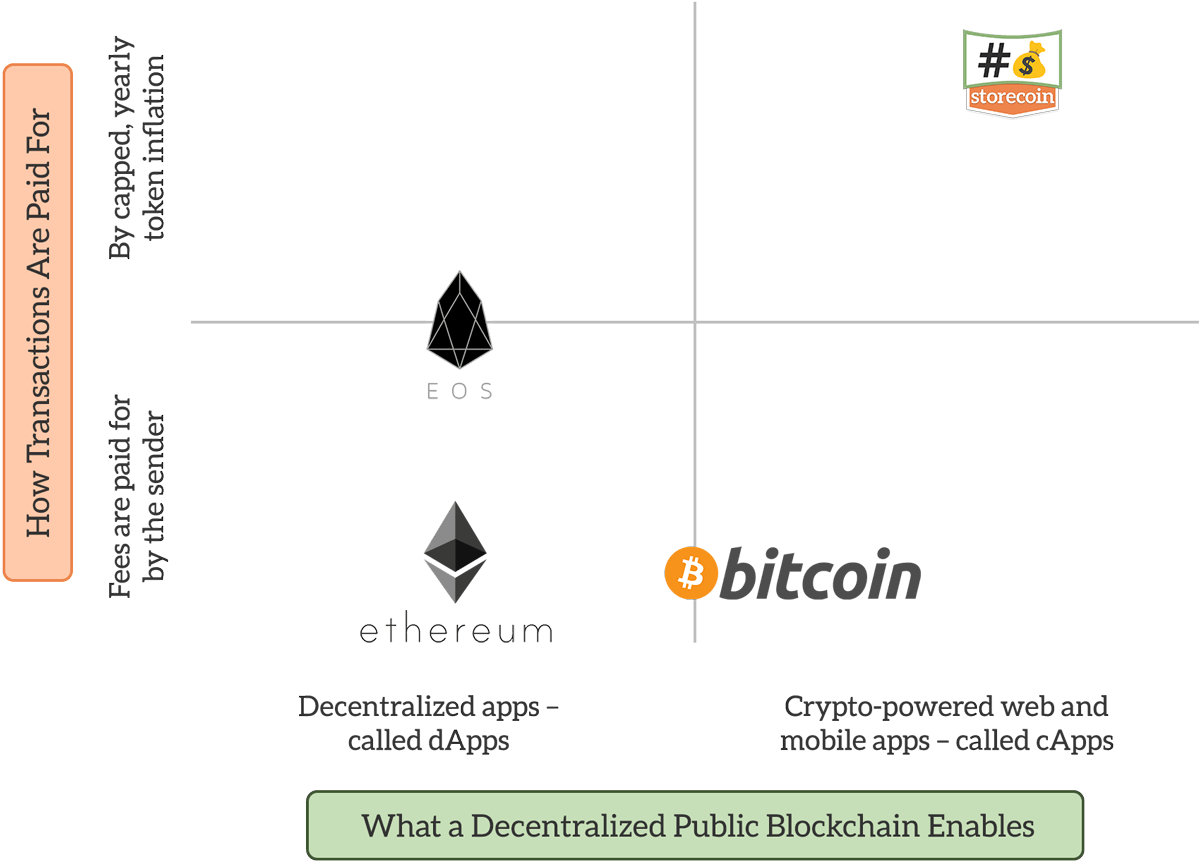 How Transactions Are Paid For
By capped, yearly
token inflation
Fees are paid for
by the sender
#$
storecoin
EOS
ethereum
bitcoin
Decentralized apps –
called dApps
Crypto-powered web and
mobile apps – called cApps
What a Decentralized Public Blockchain Enables